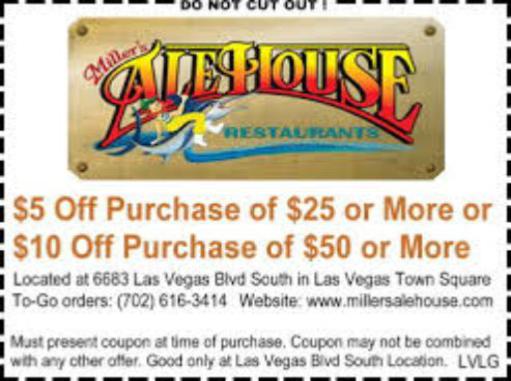 DO NOT CUT OUT !
Miller's
ALEHOUSE
RESTAURANTS
$5 Off Purchase of $25 or More or
$10 Off Purchase of $50 or More
Located at 6683 Las Vegas Blvd South in Las Vegas Town Square
To-Go orders: (702) 616-3414 Website: www.millersalehouse.com
Must present coupon at time of purchase. Coupon may not be combined
with any other offer. Good only at Las Vegas Blvd South Location. LVLG